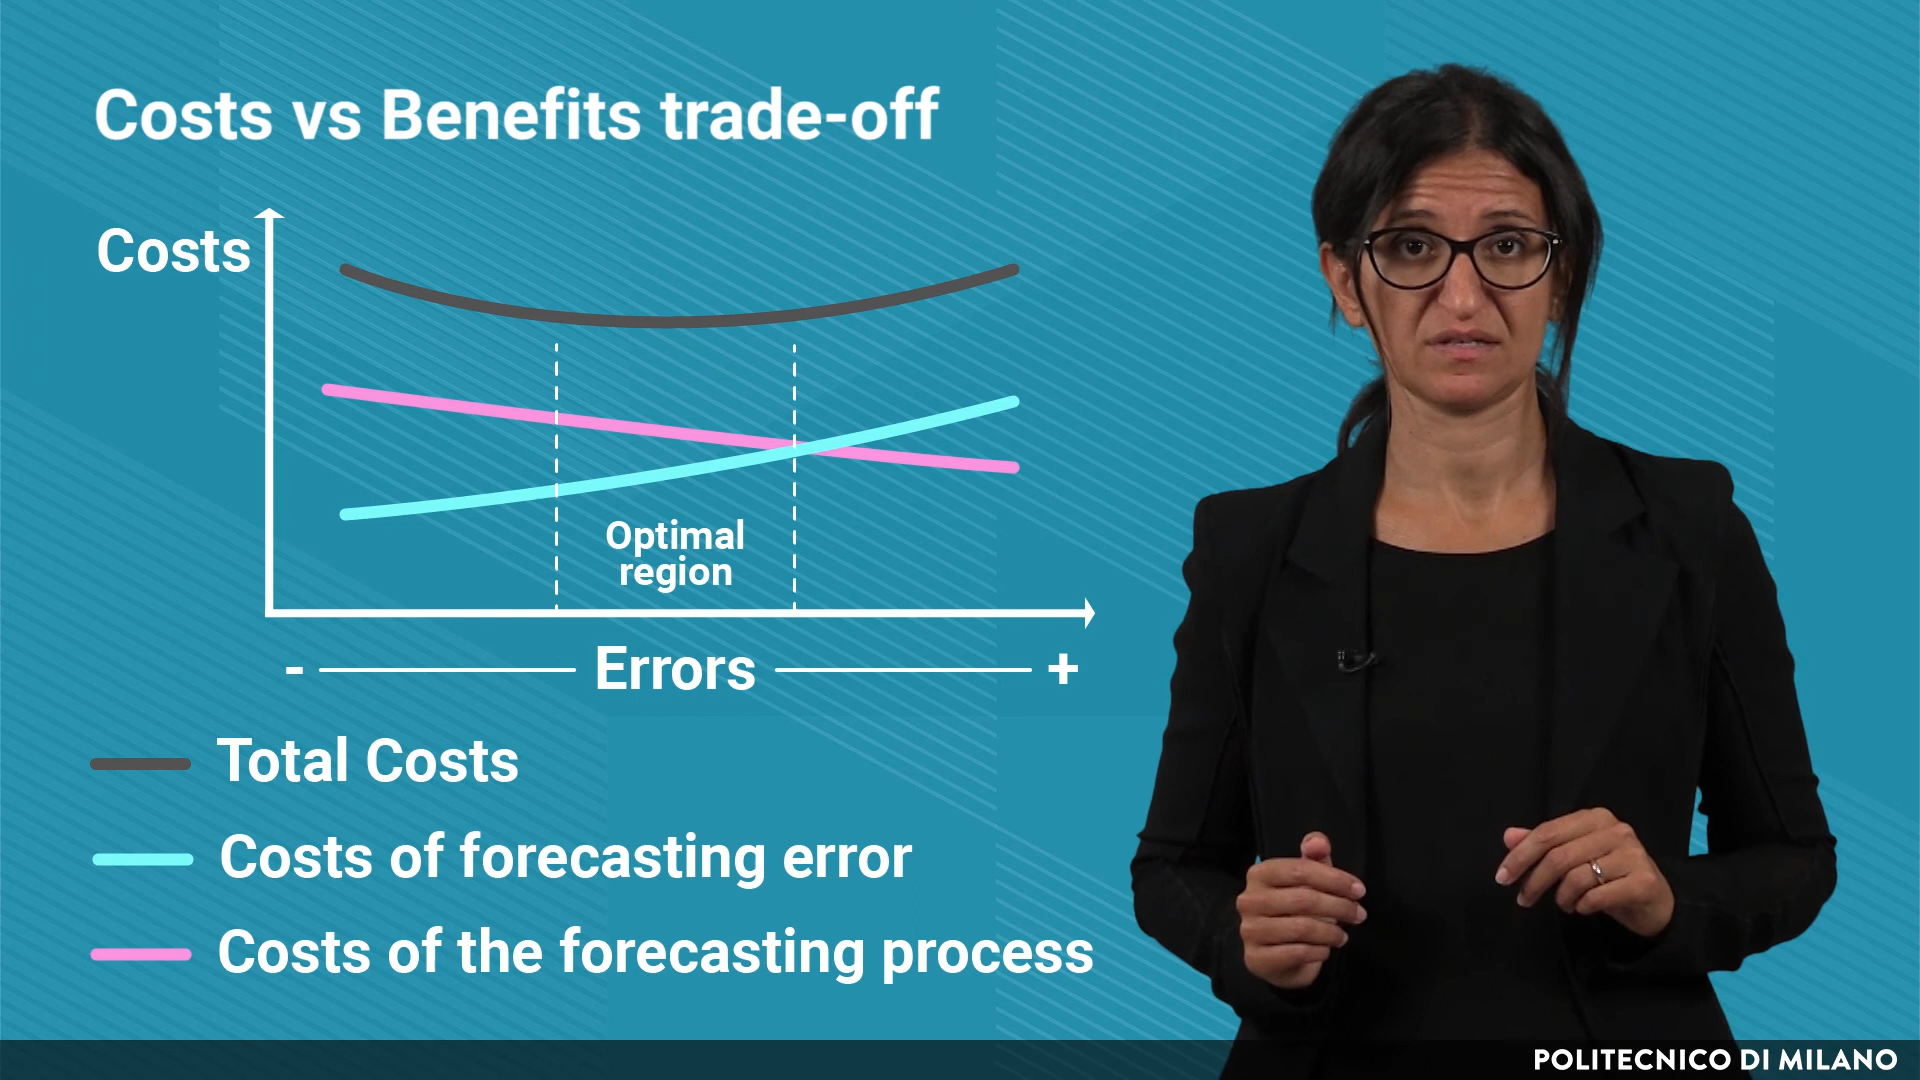 Costs vs Benefits trade-off
Costs
Optimal
region
- Errors +
Total Costs
Costs of forecasting error
Costs of the forecasting process
POLITECNICO DI MILANO